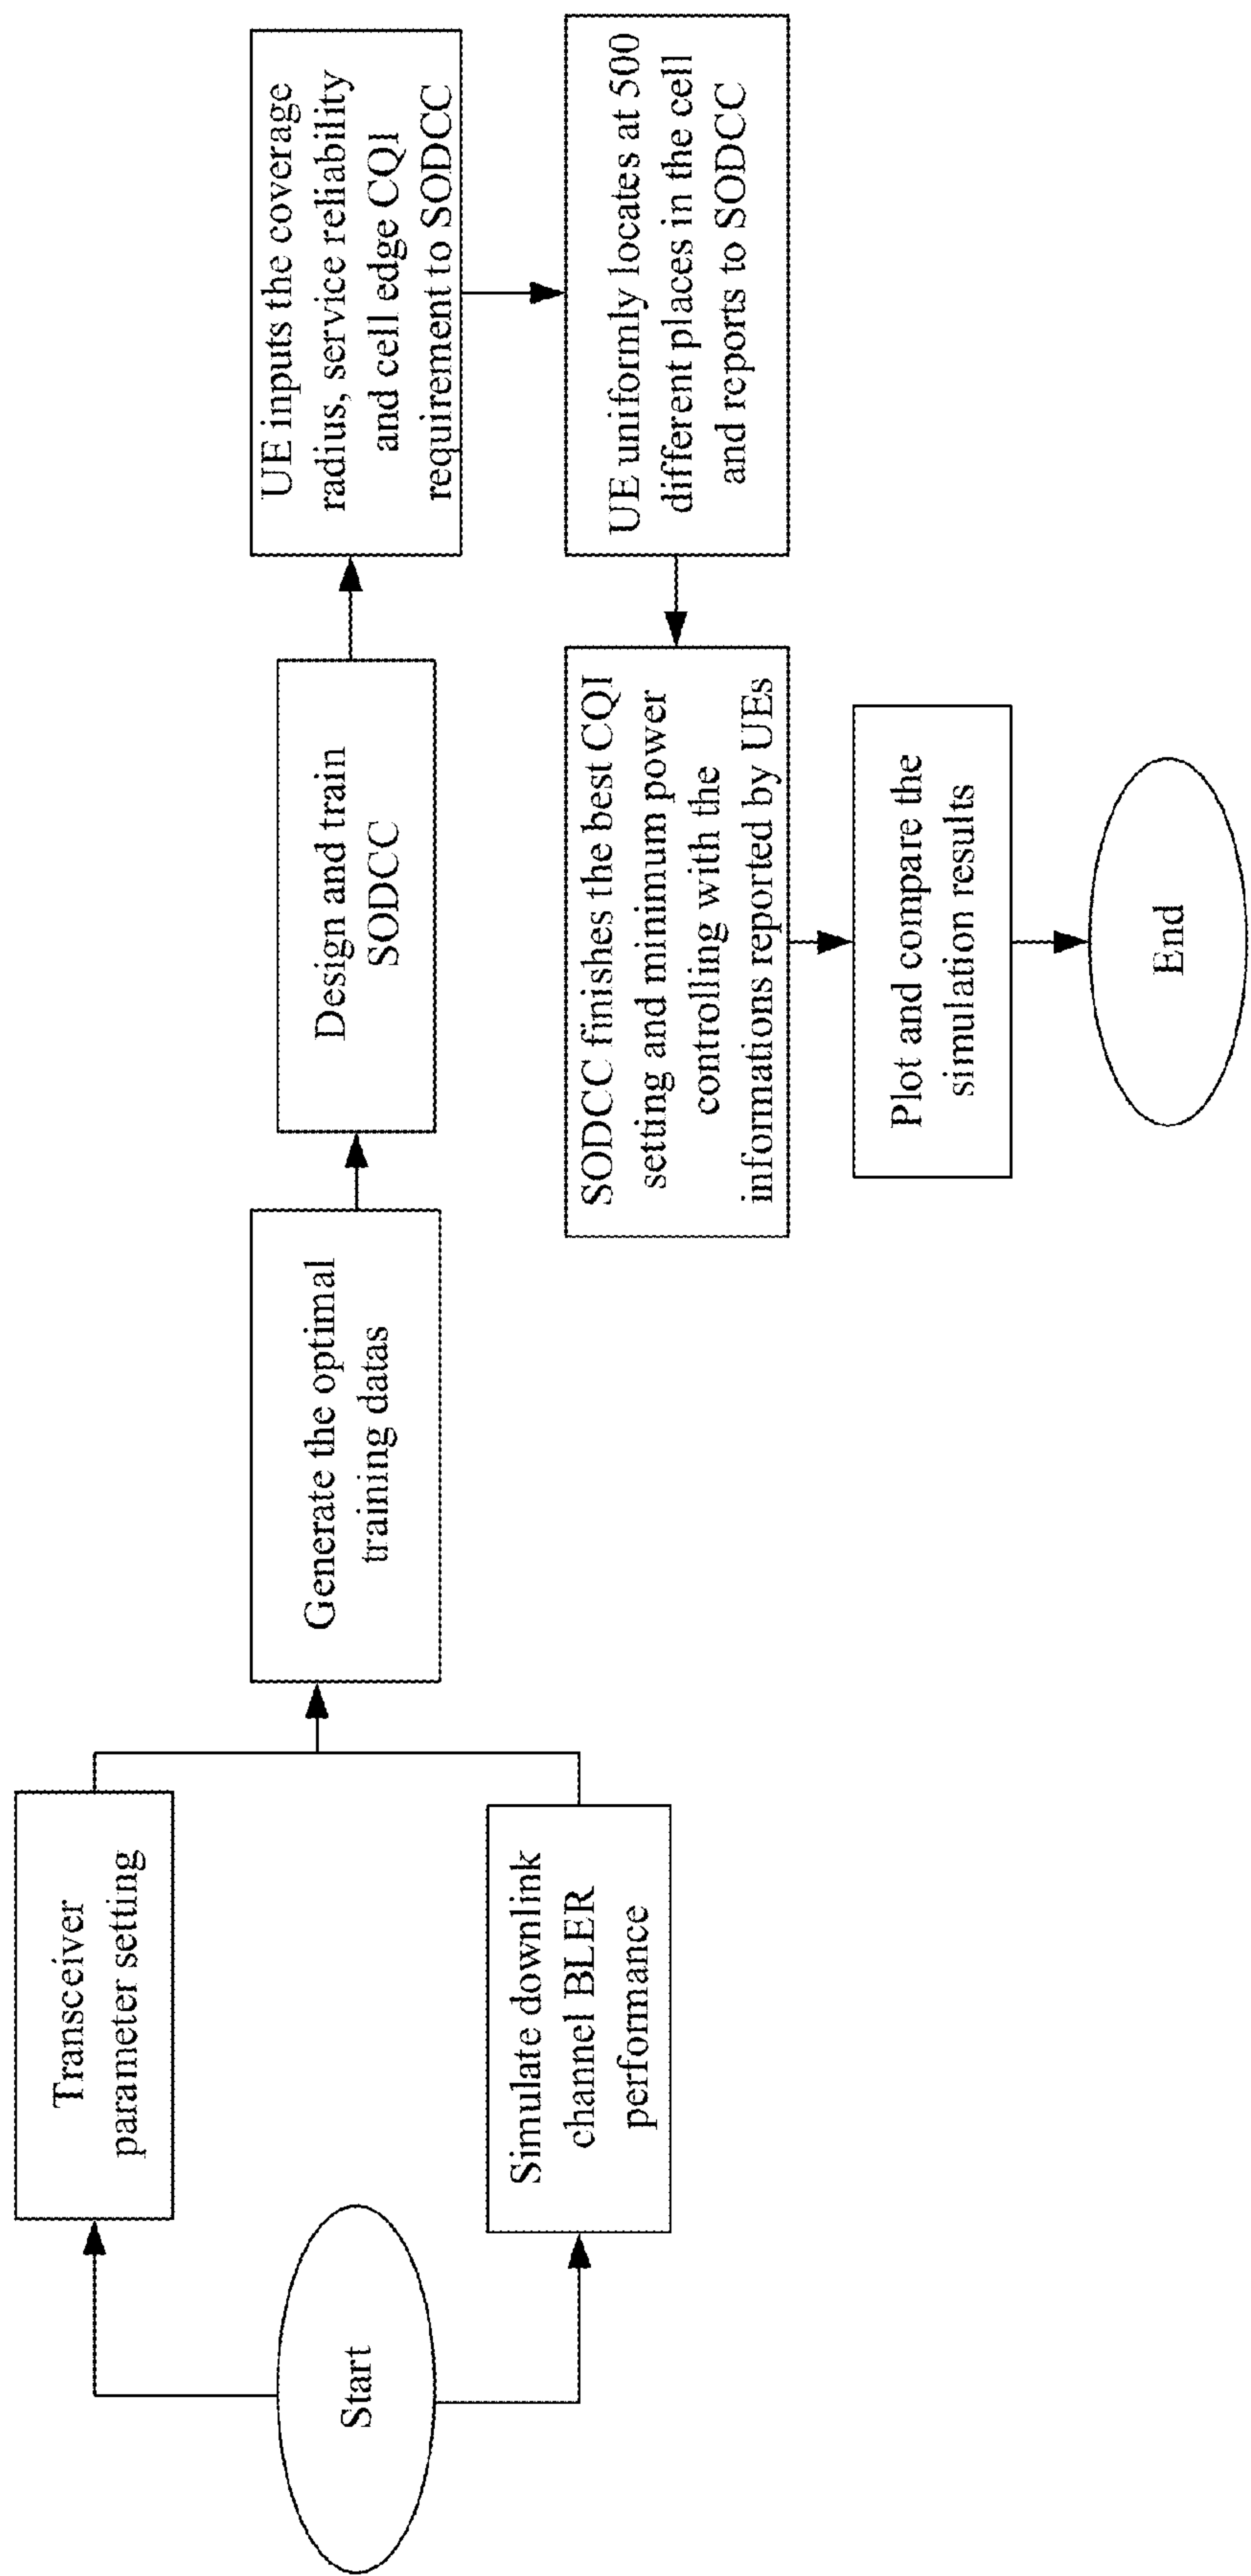 Start
Transceiver
parameter setting
Simulate downlink
channel BLER
performance
Generate the optimal
training datas
Design and train
SODCC
UE inputs the coverage
radius, service reliability
and cell edge CQI
requirement to SODCC
UE uniformly locates at 500
different places in the cell
and reports to SODCC
SODCC finishes the best CQI
setting and minimum power
controlling with the
informations reported by UEs
Plot and compare the
simulation results
End